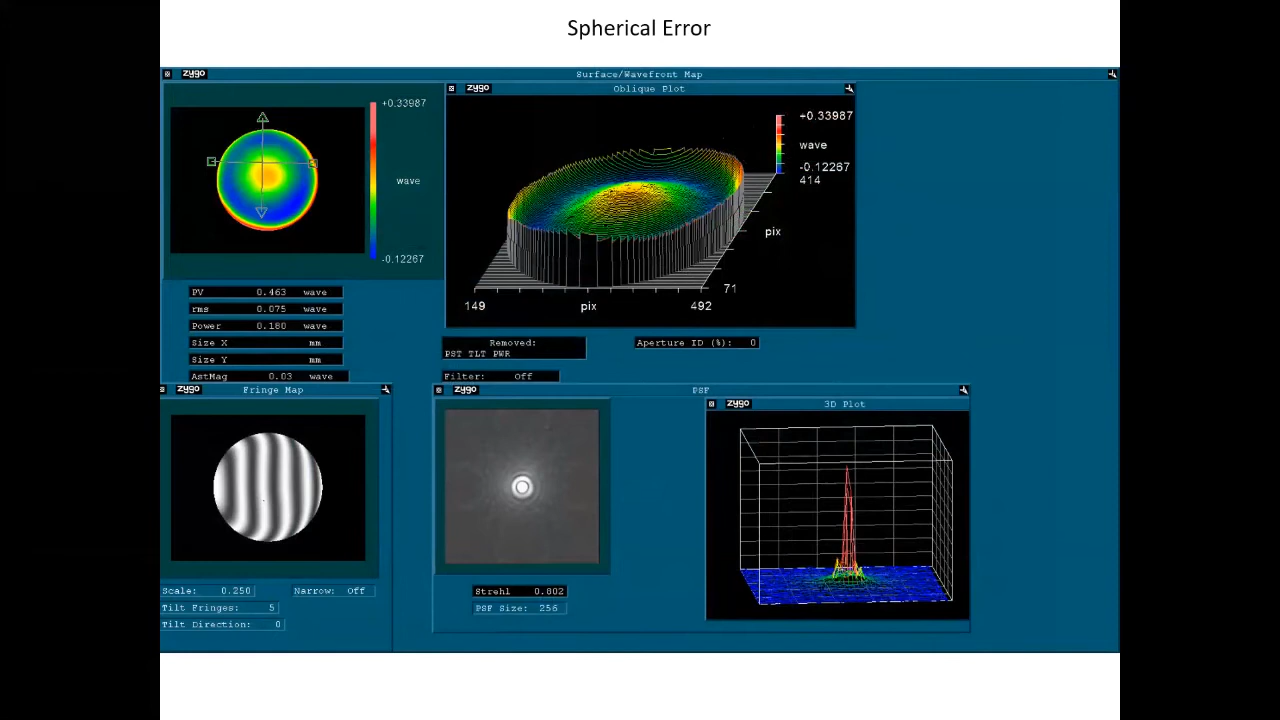 Spherical Error
zygo Surface/Wavefront Map
+0.33987
wave
-0.12267
zygo Oblique Plot
+0.33987
wave
-0.12267
414
pix
71
149 pix 492
PV 0.463 wave
rms 0.075 wave
Power 0.180 wave
Size X mm
Size Y mm
AstMag 0.03 wave
Removed:
PST TLT PWR
Aperture ID (%): 0
Filter: Off
zygo Fringe Map
Scale: 0.250 Narrow: Off
Tilt Fringes: 5
Tilt Direction: 0
zygo PSF
Strehl 0.802
PSF Size: 256
zygo 3D Plot